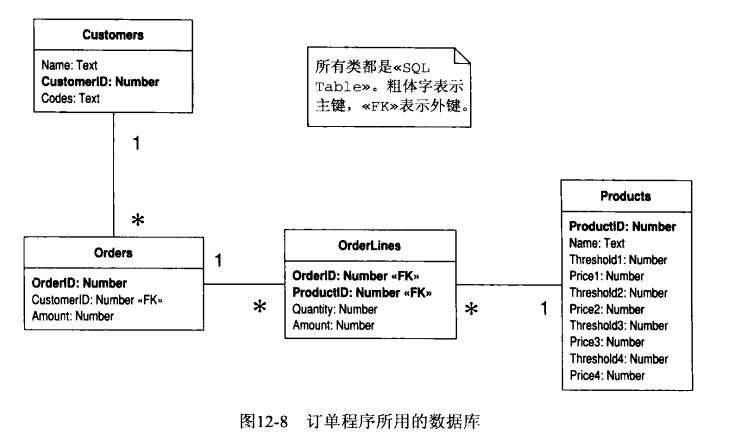 Customers
Name: Text
CustomerID: Number
Codes: Text
所有类都是«SQL
Table»。粗体字表示
主键，«FK»表示外键。
1
*
Orders
OrderID: Number
CustomerID: Number «FK»
Amount: Number
1
*
OrderLines
OrderID: Number «FK»
ProductID: Number «FK»
Quantity: Number
Amount: Number
*
1
Products
ProductID: Number
Name: Text
Threshold1: Number
Price1: Number
Threshold2: Number
Price2: Number
Threshold3: Number
Price3: Number
Threshold4: Number
Price4: Number
图12-8 订单程序所用的数据库